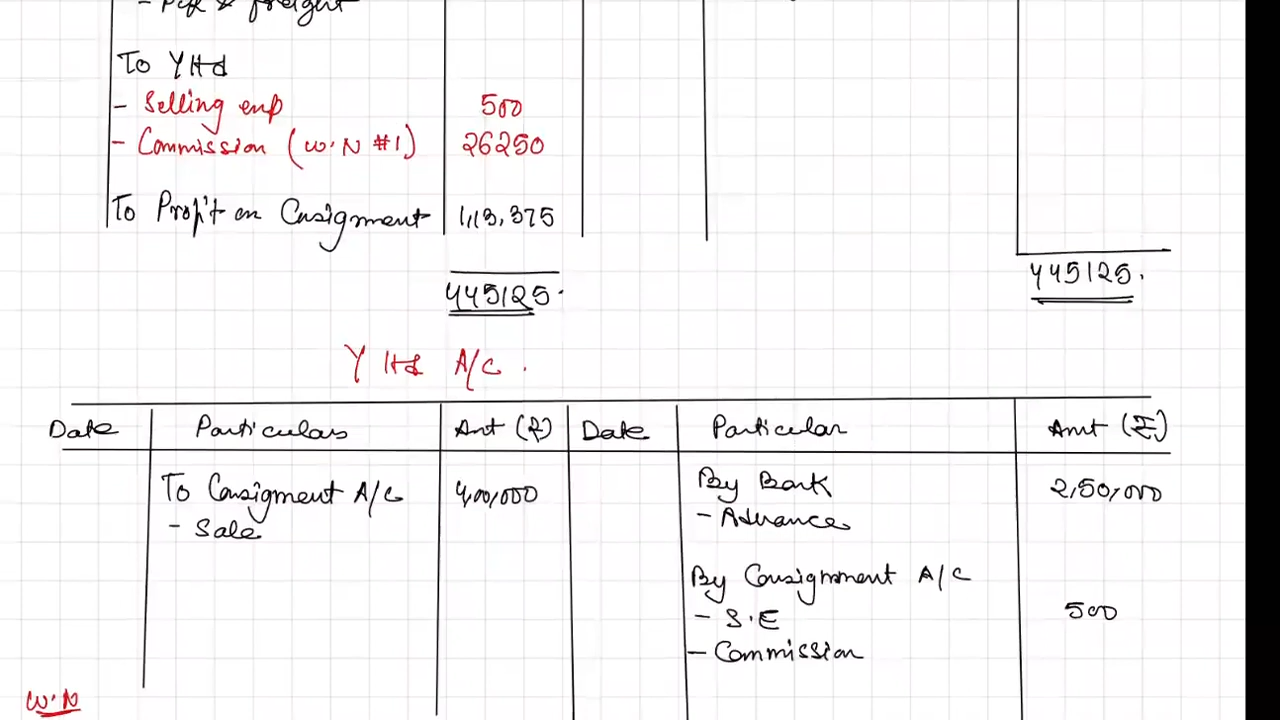 - P&R & freight
To Y Ltd
- Selling exp 500
- Commission (W.N #1) 26250
To Profit on Consignment 1,13,375
445125. 445125.
Y Ltd A/C.
Date Particulars Amt (₹) Date Particular Amt (₹)
To Consignment A/C 4,00,000 By Bank 2,50,000
- Sale - Advance
By Consignment A/C
- S.E 500
- Commission
W.N